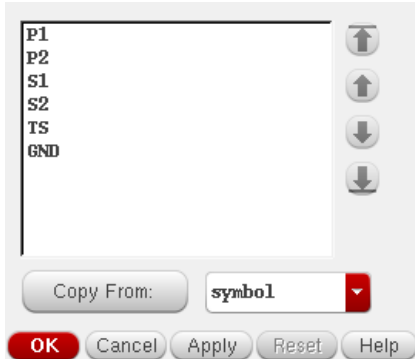 P1
P2
S1
S2
TS
GND
Copy From: symbol
OK Cancel Apply Reset Help